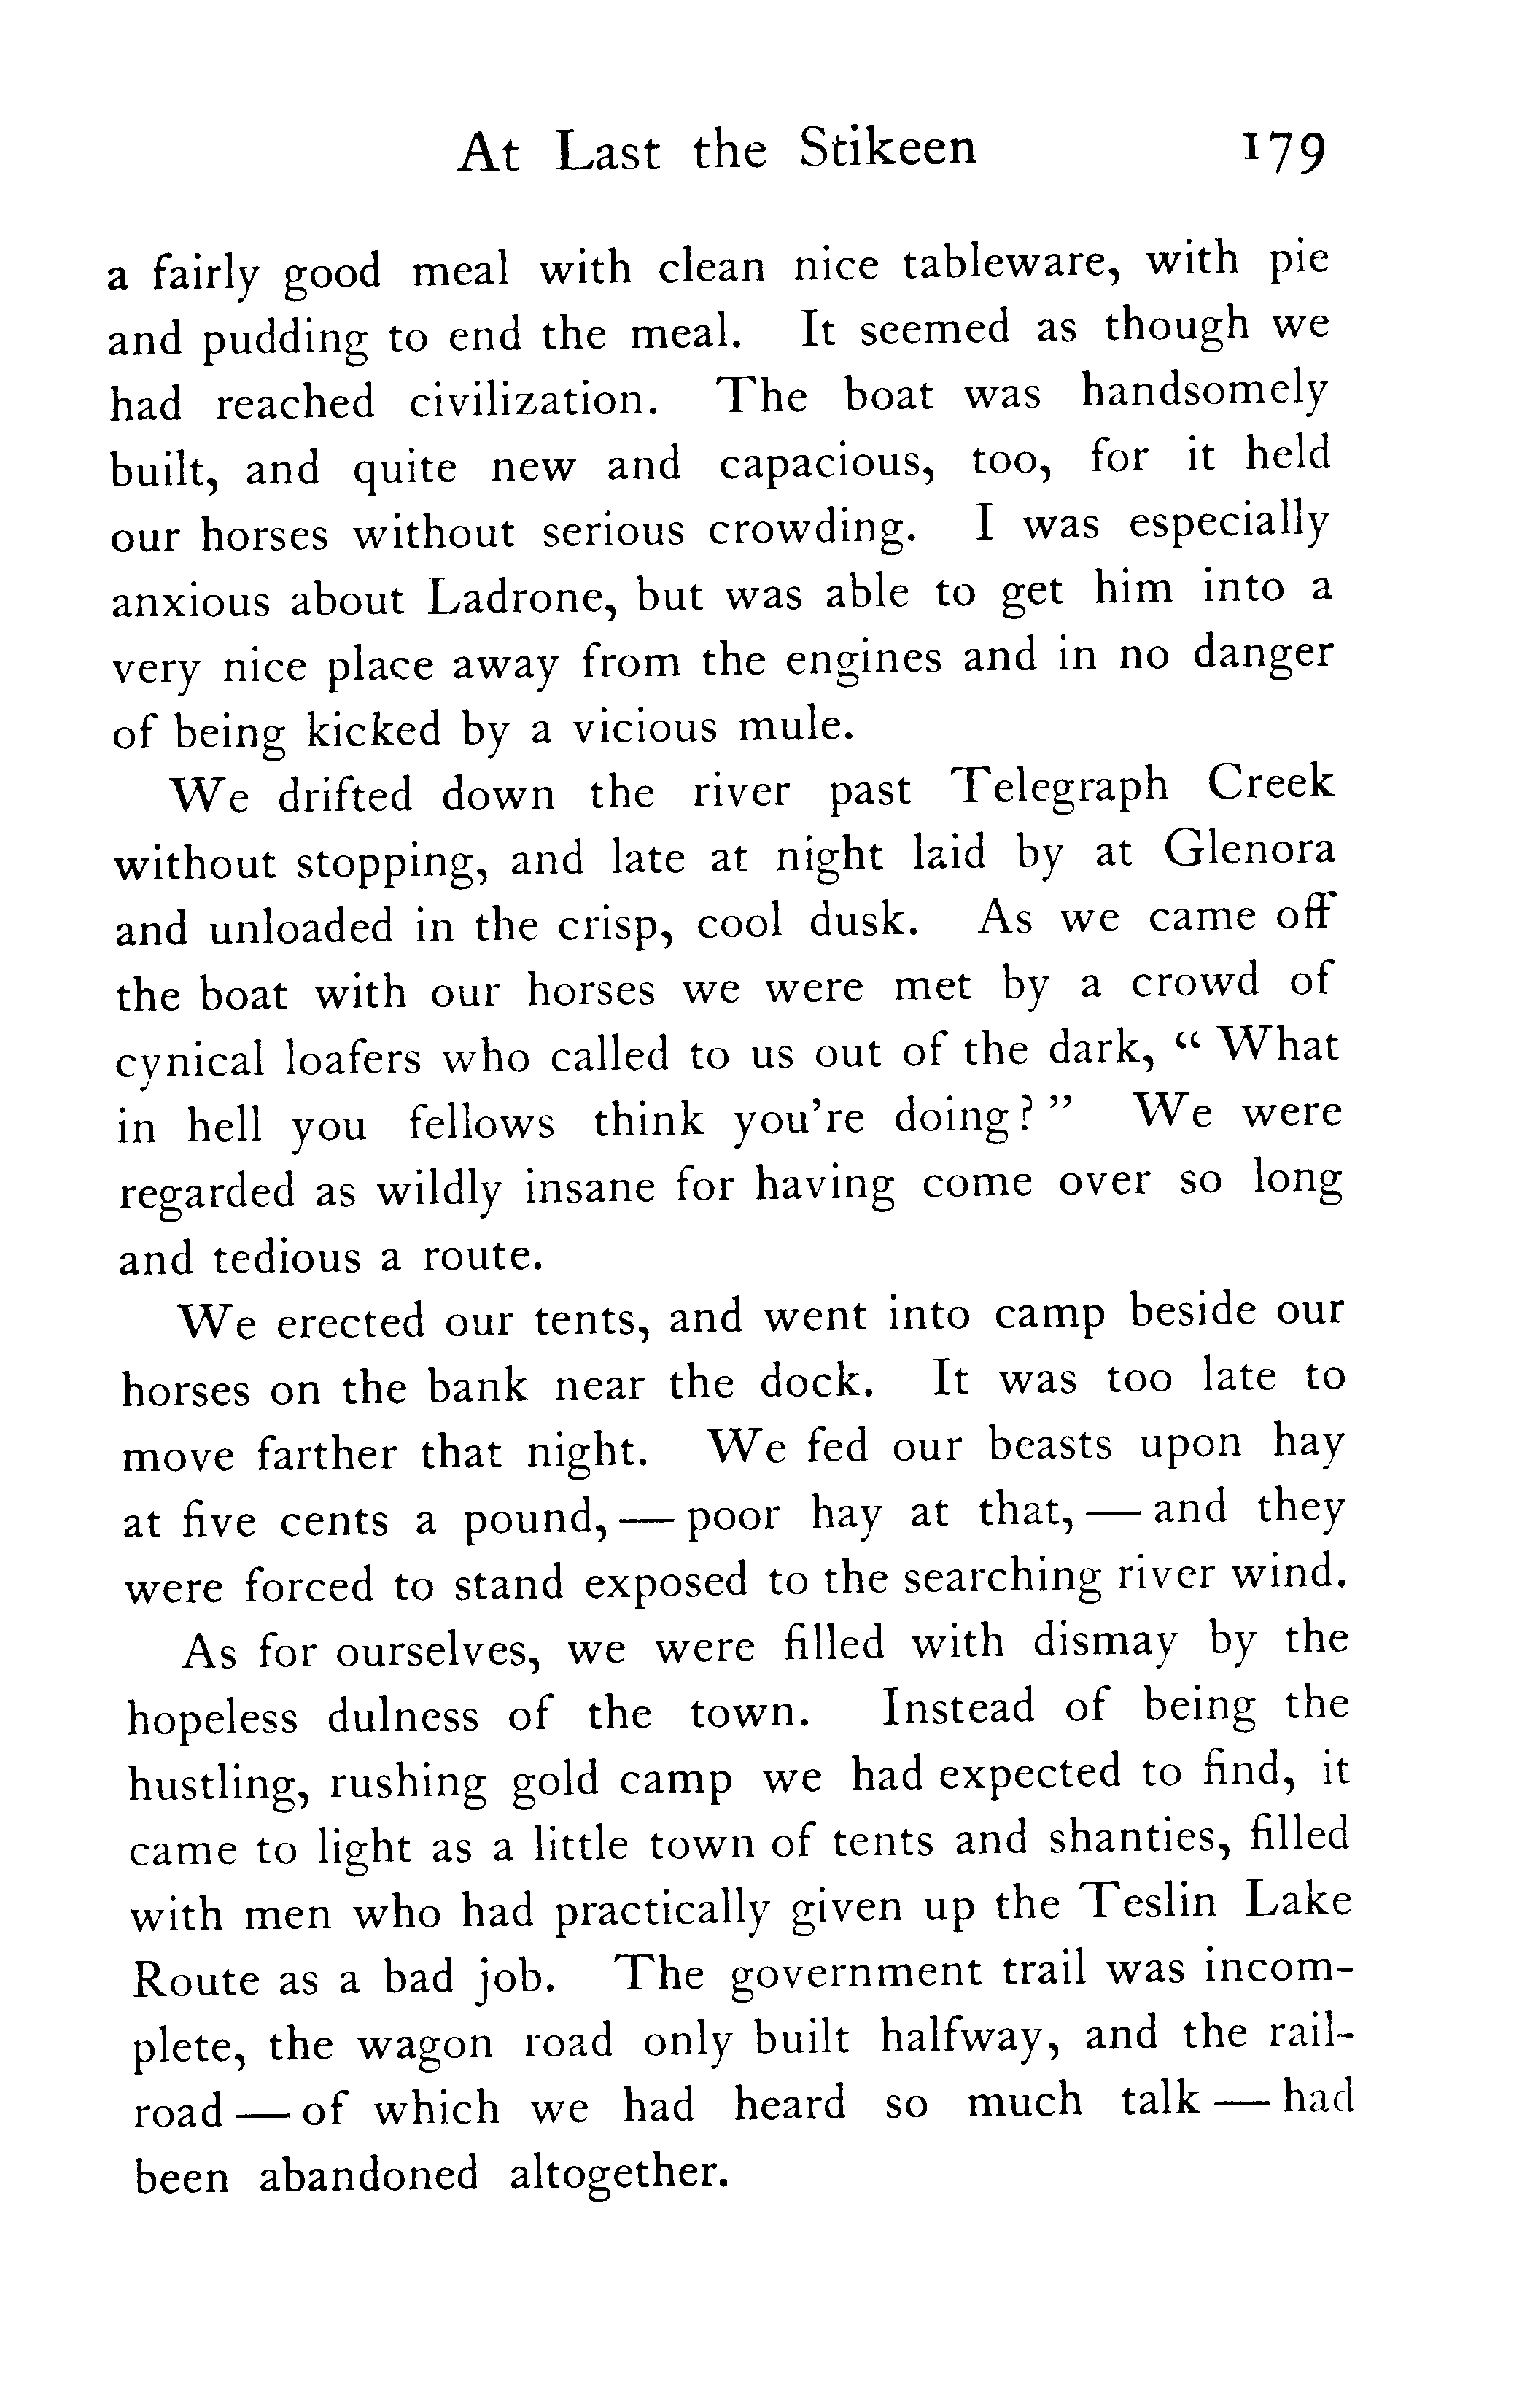 At Last the Stikeen 179
a fairly good meal with clean nice tableware, with pie
and pudding to end the meal. It seemed as though we
had reached civilization. The boat was handsomely
built, and quite new and capacious, too, for it held
our horses without serious crowding. I was especially
anxious about Ladrone, but was able to get him into a
very nice place away from the engines and in no danger
of being kicked by a vicious mule.
We drifted down the river past Telegraph Creek
without stopping, and late at night laid by at Glenora
and unloaded in the crisp, cool dusk. As we came off
the boat with our horses we were met by a crowd of
cynical loafers who called to us out of the dark, “ What
in hell you fellows think you’re doing? ” We were
regarded as wildly insane for having come over so long
and tedious a route.
We erected our tents, and went into camp beside our
horses on the bank near the dock. It was too late to
move farther that night. We fed our beasts upon hay
at five cents a pound, — poor hay at that, — and they
were forced to stand exposed to the searching river wind.
As for ourselves, we were filled with dismay by the
hopeless dulness of the town. Instead of being the
hustling, rushing gold camp we had expected to find, it
came to light as a little town of tents and shanties, filled
with men who had practically given up the Teslin Lake
Route as a bad job. The government trail was incom-
plete, the wagon road only built halfway, and the rail-
road — of which we had heard so much talk — had
been abandoned altogether.